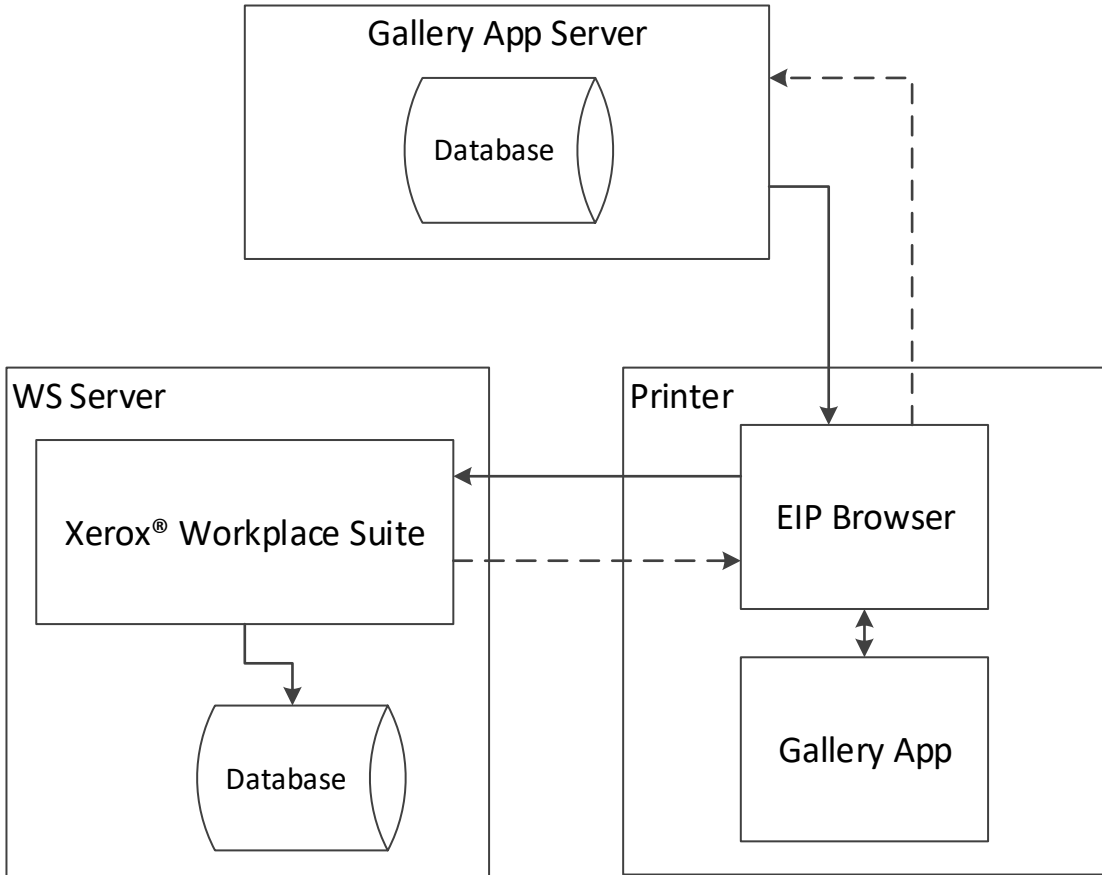 Gallery App Server
Database
WS Server
Printer
Xerox® Workplace Suite
EIP Browser
Database
Gallery App